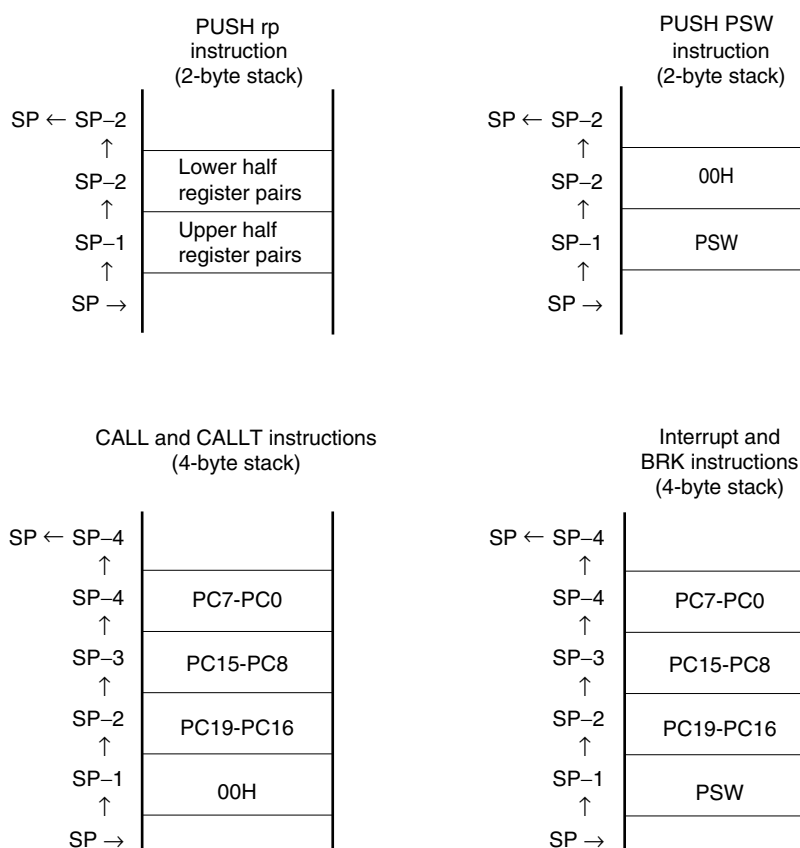 PUSH rp
instruction
(2-byte stack)
SP ← SP–2
↑
SP–2
↑
SP–1
↑
SP →
Lower half
register pairs
Upper half
register pairs
PUSH PSW
instruction
(2-byte stack)
SP ← SP–2
↑
SP–2
↑
SP–1
↑
SP →
00H
PSW
CALL and CALLT instructions
(4-byte stack)
SP ← SP–4
↑
SP–4
↑
SP–3
↑
SP–2
↑
SP–1
↑
SP →
PC7-PC0
PC15-PC8
PC19-PC16
00H
Interrupt and
BRK instructions
(4-byte stack)
SP ← SP–4
↑
SP–4
↑
SP–3
↑
SP–2
↑
SP–1
↑
SP →
PC7-PC0
PC15-PC8
PC19-PC16
PSW